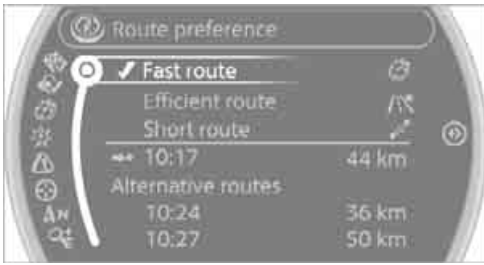 Route preference
Fast route
Efficient route
Short route
10:17 44 km
Alternative routes
10:24 36 km
10:27 50 km
N